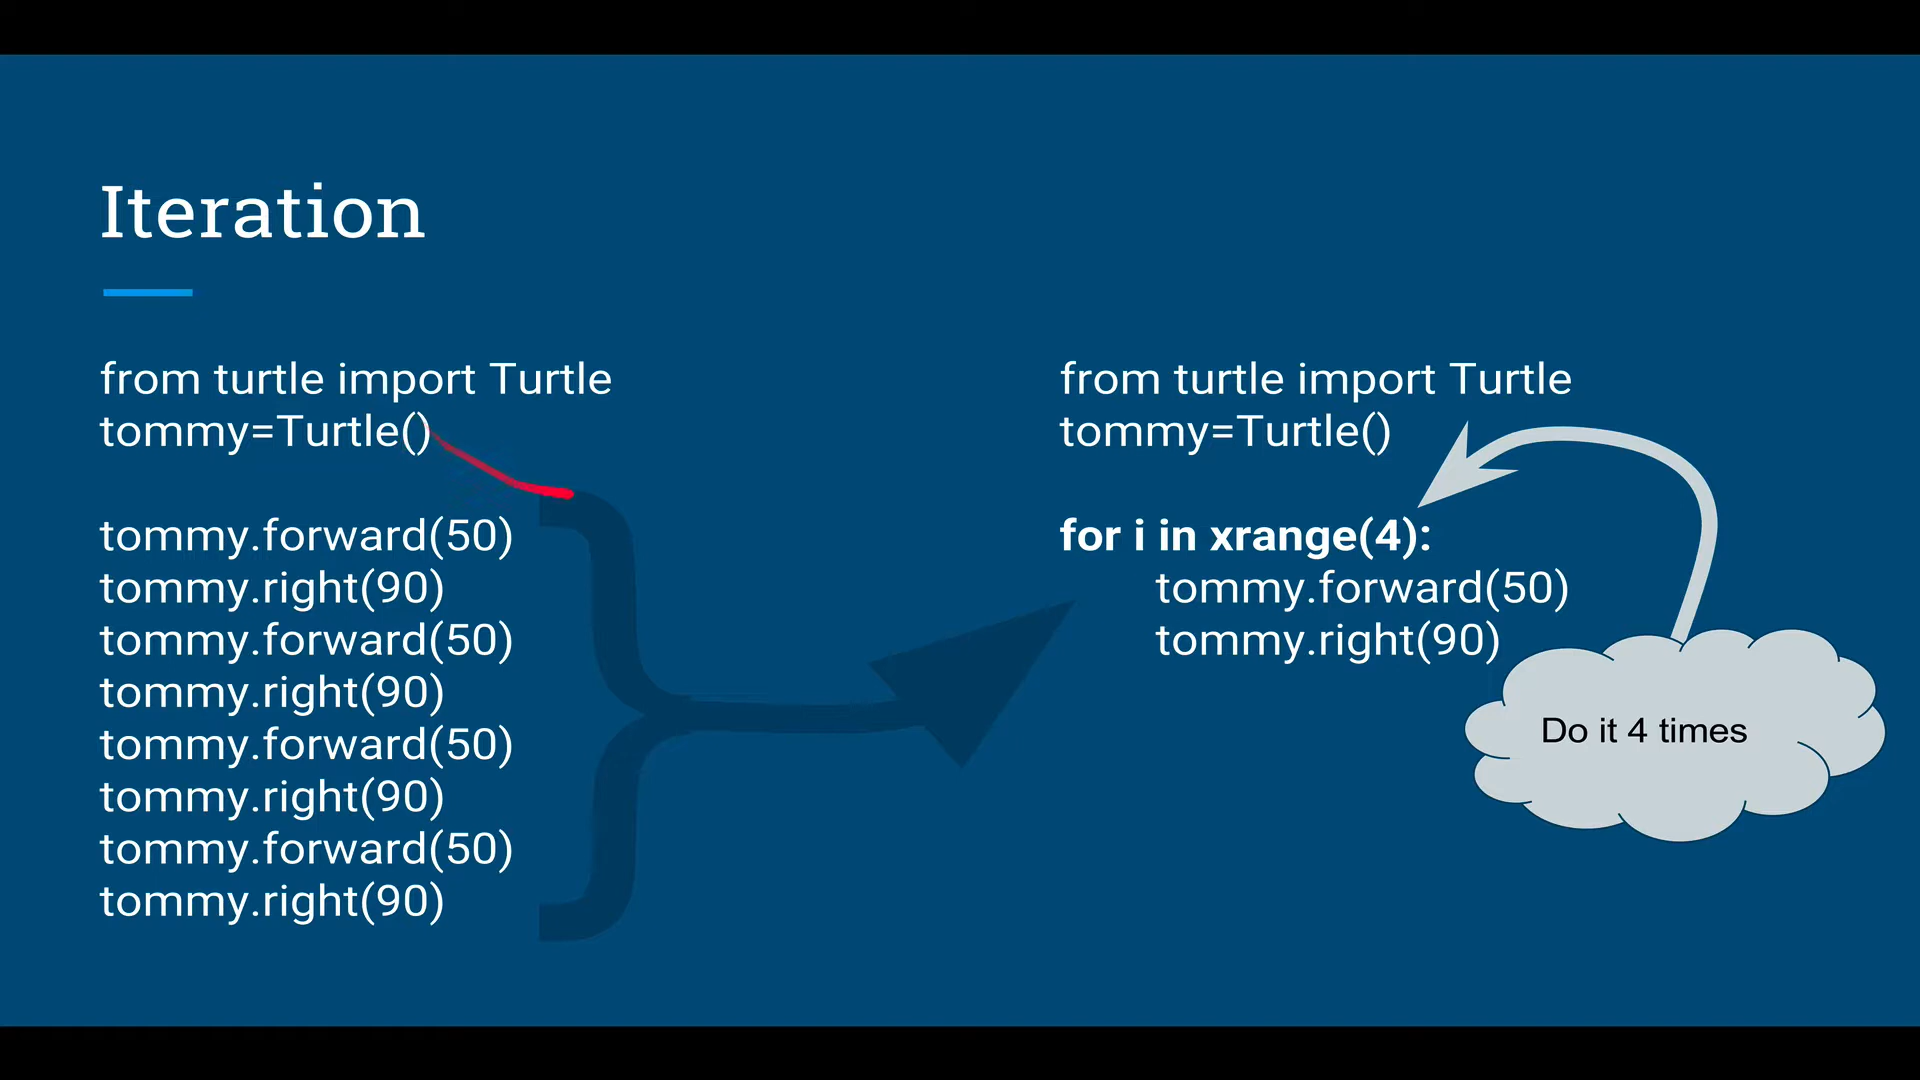 Iteration
from turtle import Turtle
tommy=Turtle()
tommy.forward(50)
tommy.right(90)
tommy.forward(50)
tommy.right(90)
tommy.forward(50)
tommy.right(90)
tommy.forward(50)
tommy.right(90)
from turtle import Turtle
tommy=Turtle()
for i in xrange(4):
tommy.forward(50)
tommy.right(90)
Do it 4 times